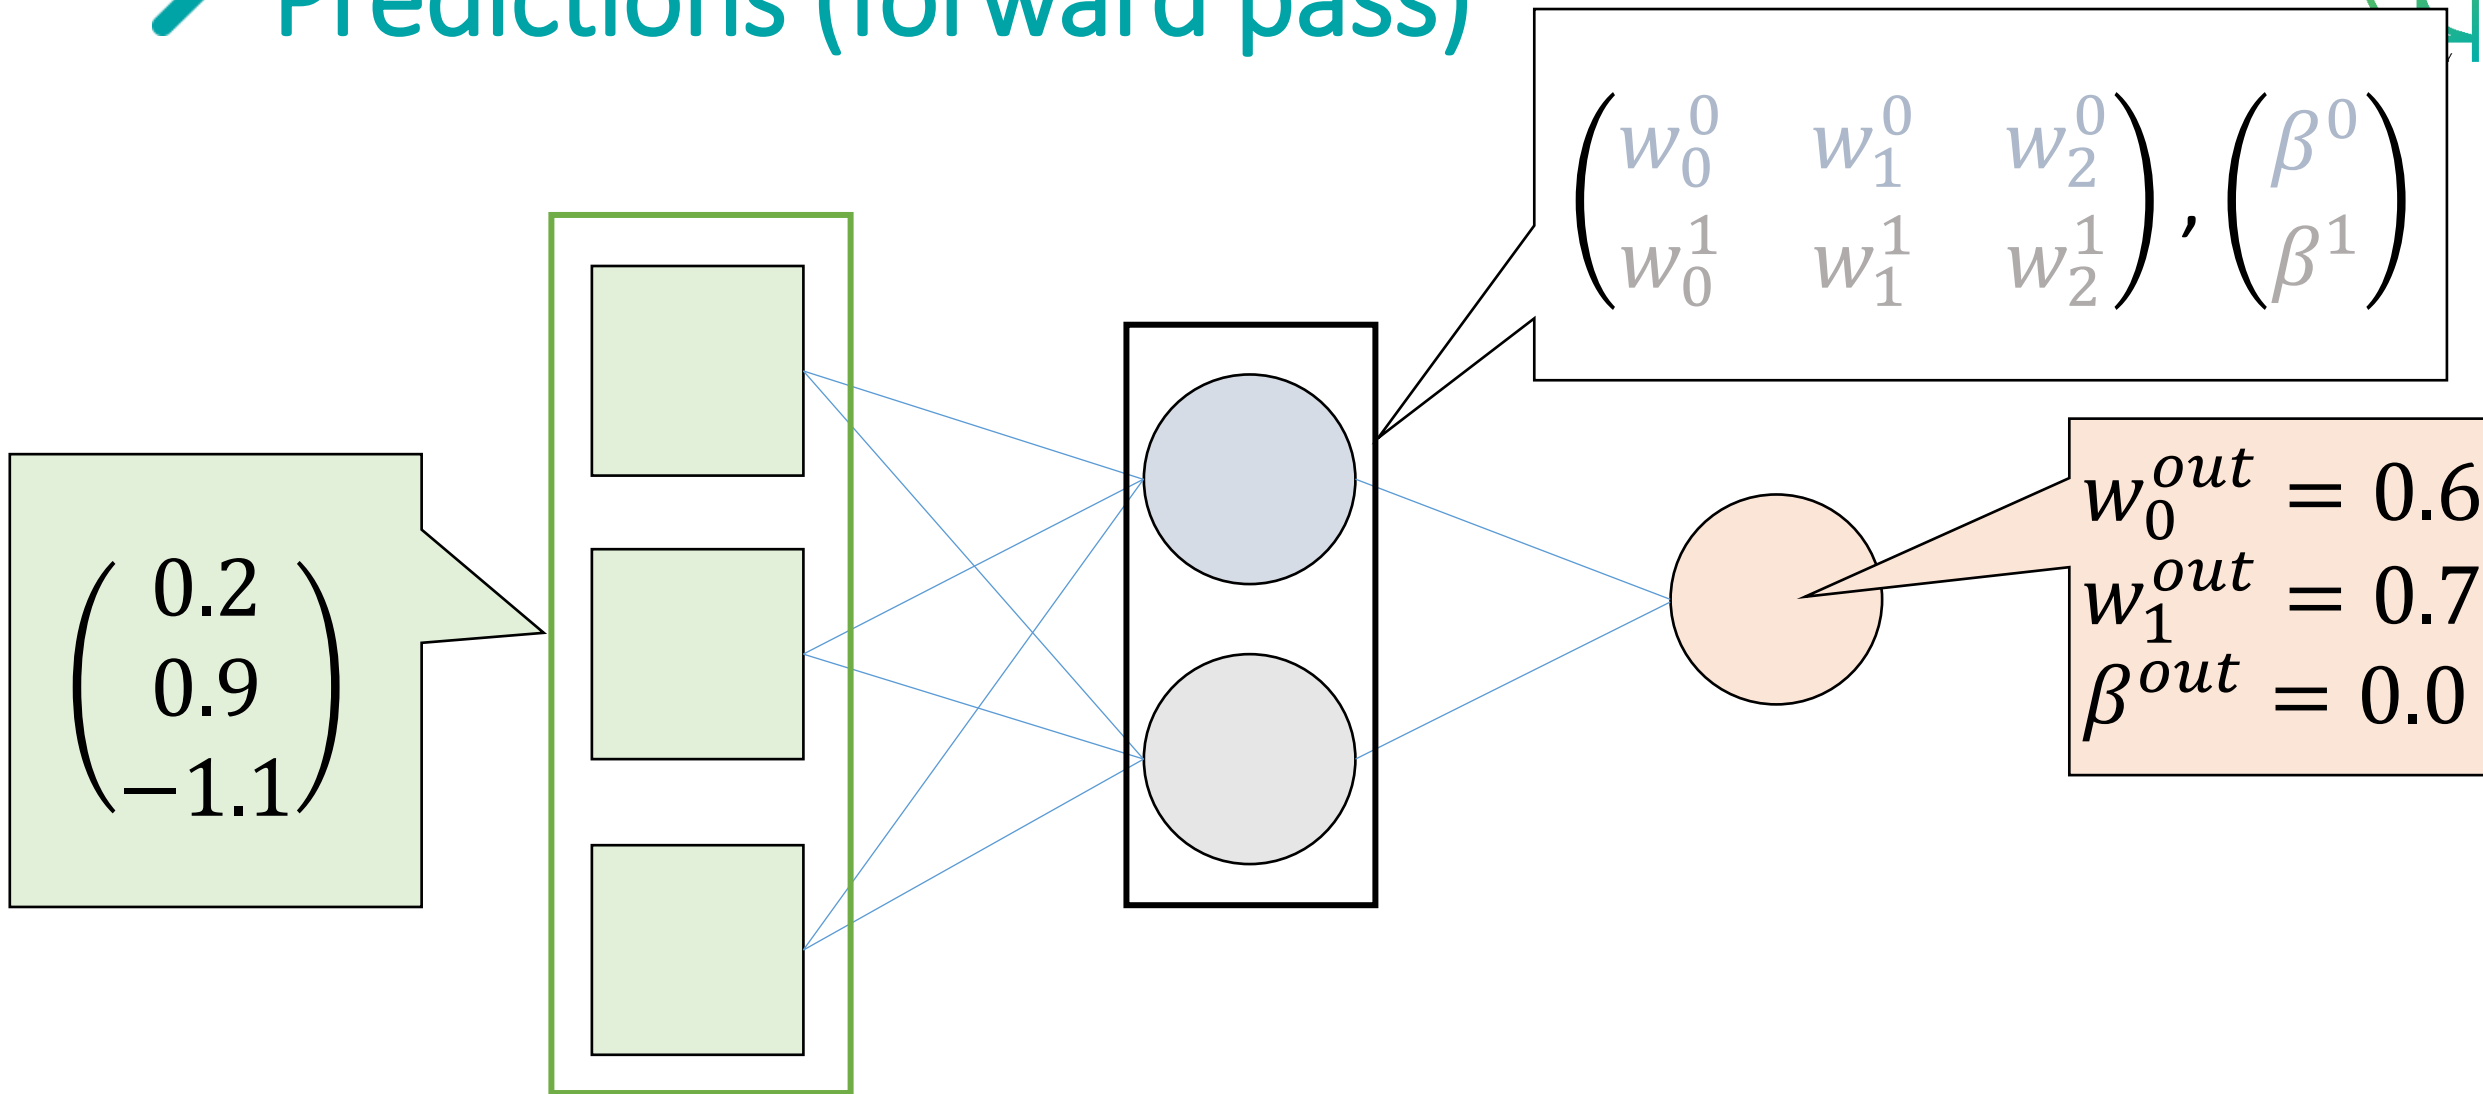 Predictions (forward pass)
w_0^0 w_1^0 w_2^0 , β^0
w_0^1 w_1^1 w_2^1 β^1
0.2
0.9
−1.1
w_0^{out} = 0.6
w_1^{out} = 0.7
β^{out} = 0.0